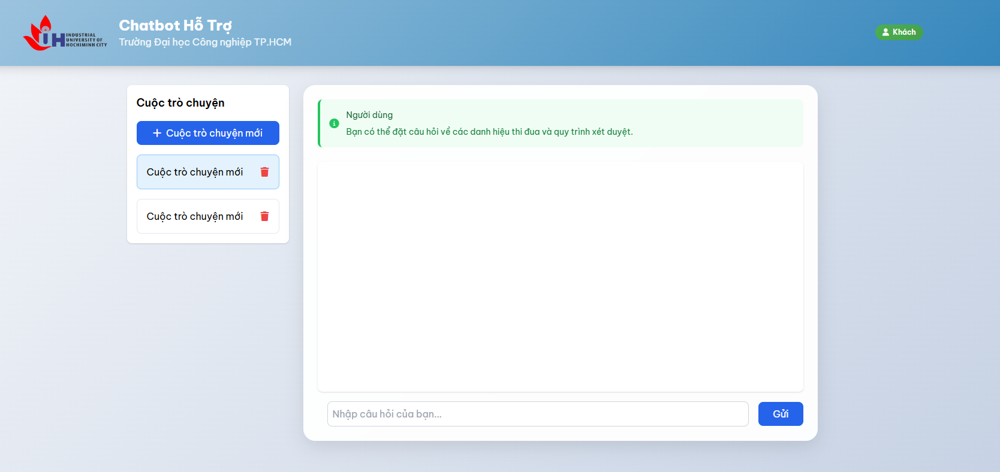 iUH
INDUSTRIAL
UNIVERSITY OF
HOCHIMINH CITY
Chatbot Hỗ Trợ
Trường Đại học Công nghiệp TP.HCM
Khách
Cuộc trò chuyện
+ Cuộc trò chuyện mới
Cuộc trò chuyện mới
Cuộc trò chuyện mới
Người dùng
Bạn có thể đặt câu hỏi về các danh hiệu thi đua và quy trình xét duyệt.
Nhập câu hỏi của bạn...
Gửi